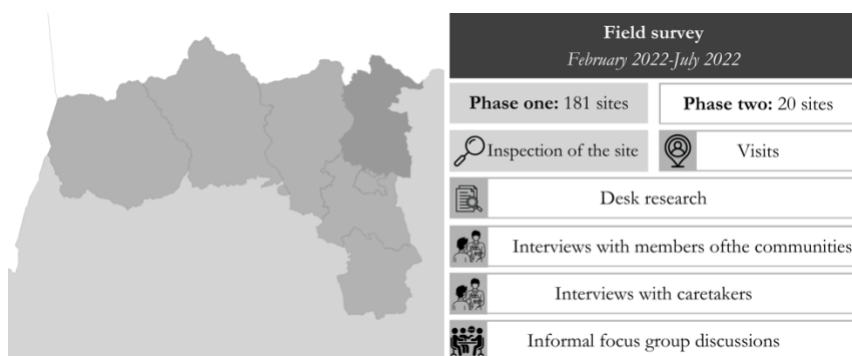 Field survey
February 2022-July 2022
Phase one: 181 sites
Phase two: 20 sites
Inspection of the site
Visits
Desk research
Interviews with members ofthe communities
Interviews with caretakers
Informal focus group discussions